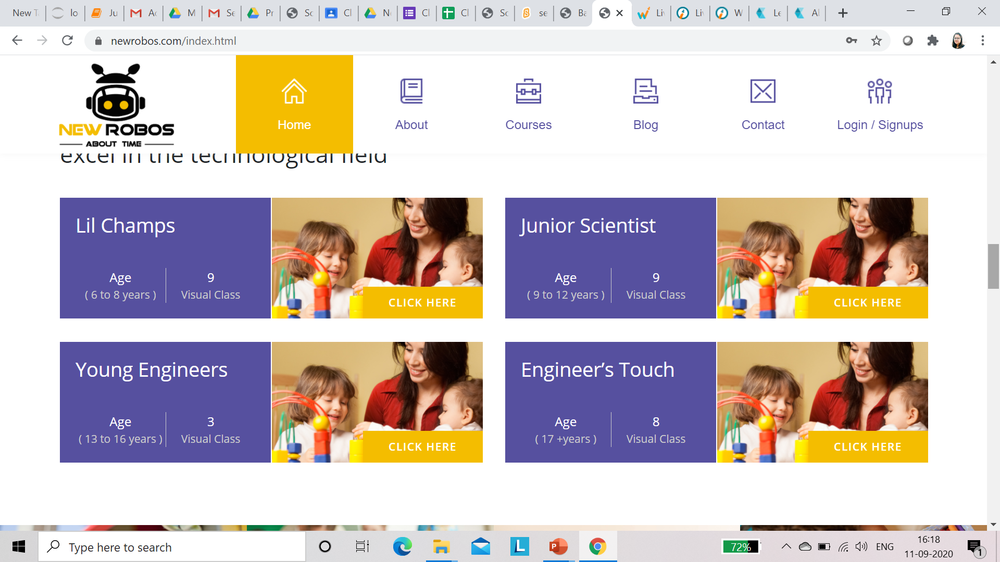 New T
lo
Ju
Ac
M
Se
Pr
Sc
Cl
N
Cl
Cl
Sc
se
Ba
Liv
Liv
W
Le
Al
newrobos.com/index.html
NEW ROBOS
ABOUT TIME
Home
About
Courses
Blog
Contact
Login / Signups
excel in the technological field
Lil Champs
Age
9
( 6 to 8 years )
Visual Class
CLICK HERE
Junior Scientist
Age
9
( 9 to 12 years )
Visual Class
CLICK HERE
Young Engineers
Age
3
( 13 to 16 years )
Visual Class
CLICK HERE
Engineer’s Touch
Age
8
( 17 +years )
Visual Class
CLICK HERE
Type here to search
L
P
72%
ENG
16:18
11-09-2020
1